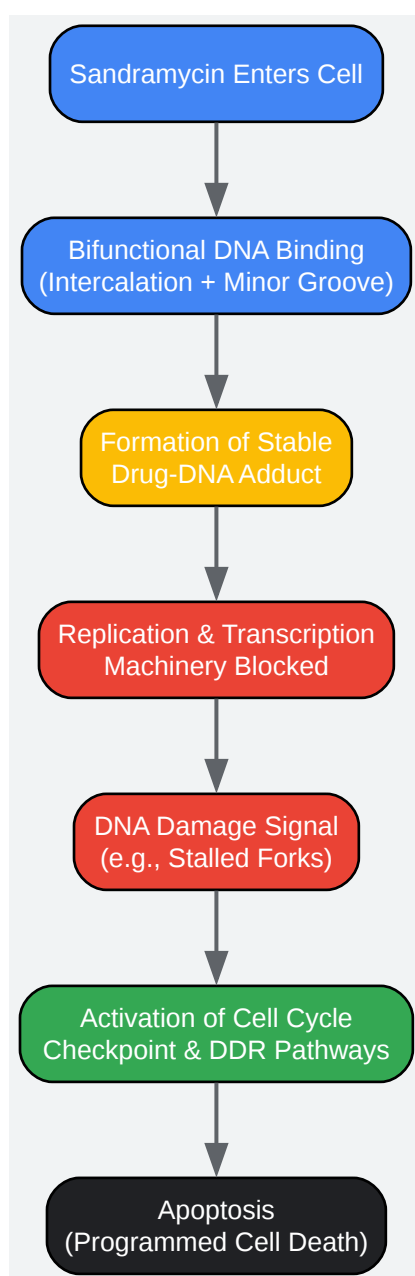 Sandramycin Enters Cell
Bifunctional DNA Binding
(Intercalation + Minor Groove)
Formation of Stable
Drug-DNA Adduct
Replication & Transcription
Machinery Blocked
DNA Damage Signal
(e.g., Stalled Forks)
Activation of Cell Cycle
Checkpoint & DDR Pathways
Apoptosis
(Programmed Cell Death)